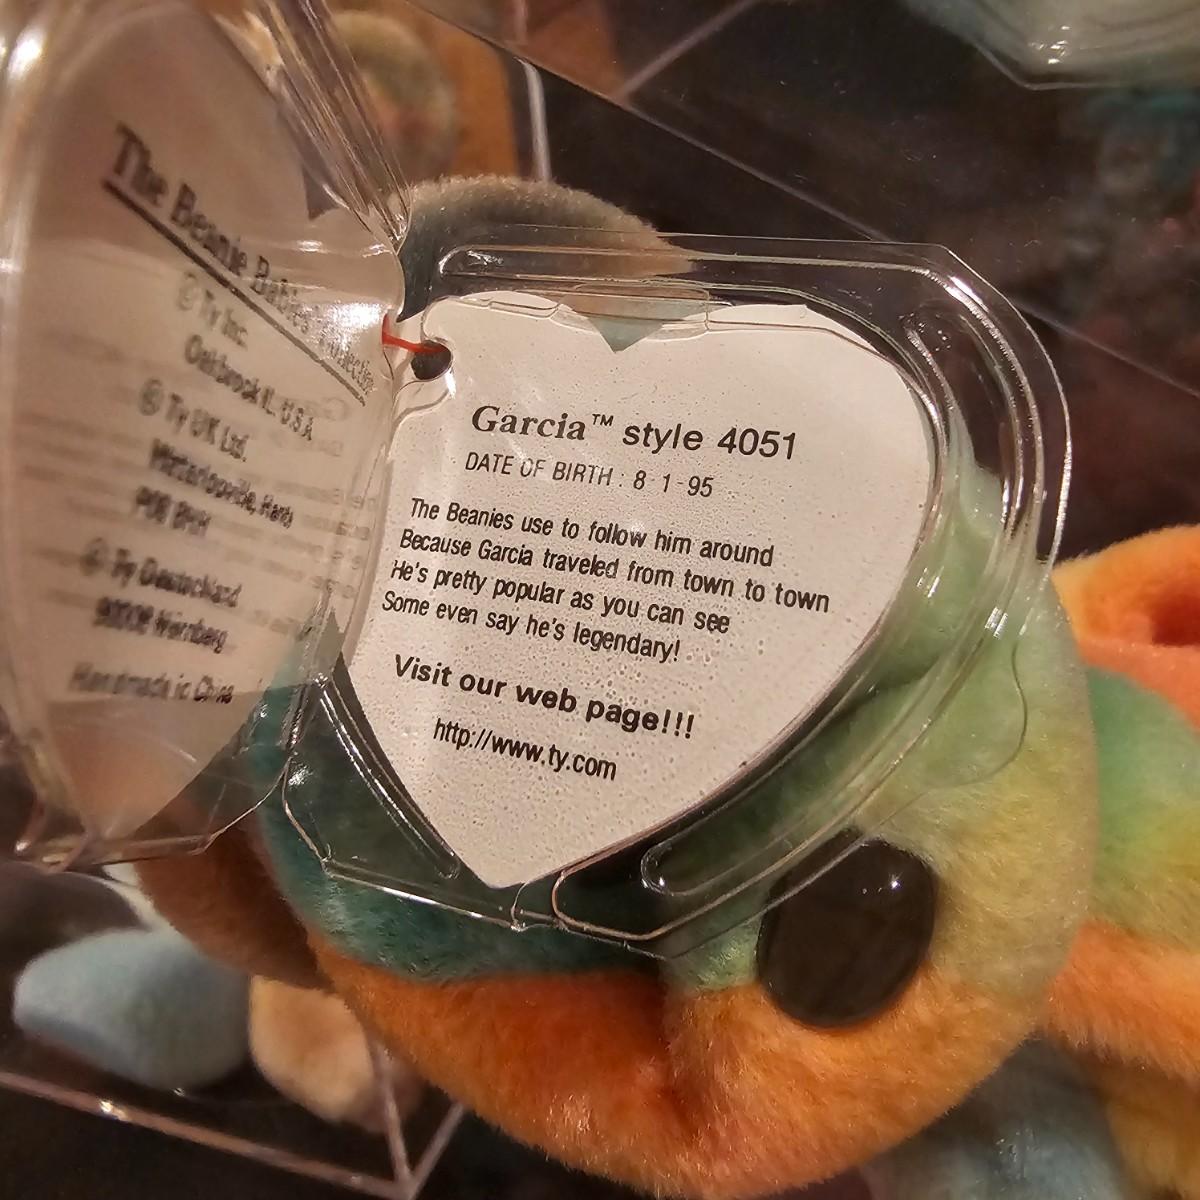 The Beanie Babies Collection
© Ty Inc.
Oakbrook IL. U.S.A.
© Ty UK Ltd.
Waterlooville, Hants
© Ty Deutschland
Handmade in China
Garcia™ style 4051
DATE OF BIRTH : 8 1 - 95
The Beanies use to follow him around
Because Garcia traveled from town to town
He's pretty popular as you can see
Some even say he's legendary!
Visit our web page!!!
http://www.ty.com